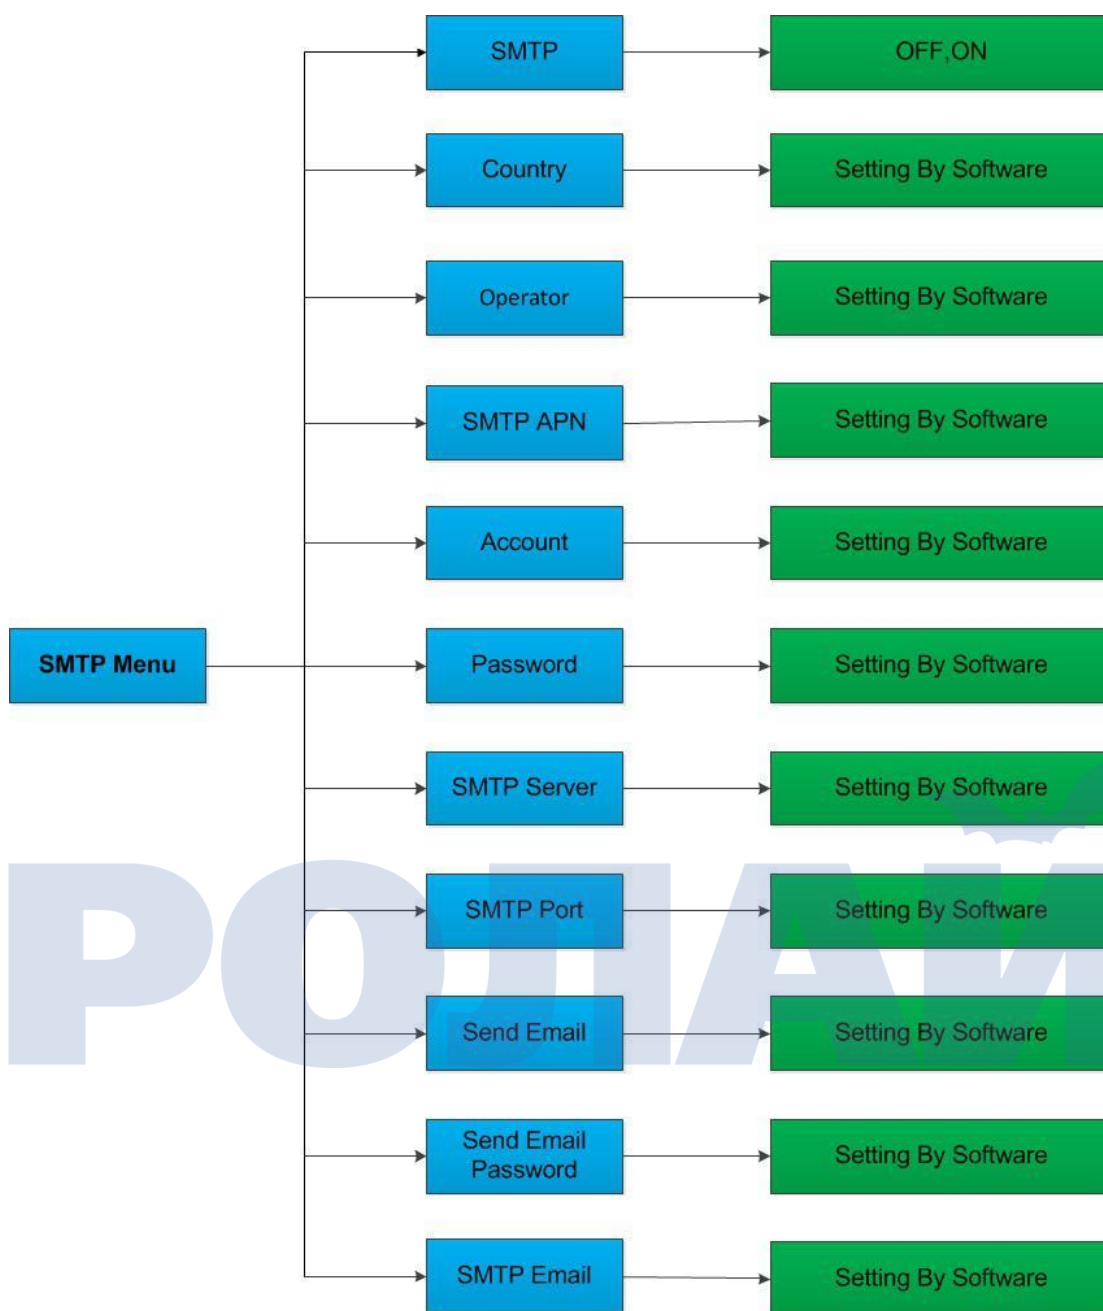 SMTP
OFF,ON
Country
Setting By Software
Operator
Setting By Software
SMTP APN
Setting By Software
Account
Setting By Software
SMTP Menu
Password
Setting By Software
SMTP Server
Setting By Software
SMTP Port
Setting By Software
РОЛАЙ
Send Email
Setting By Software
Send Email
Password
Setting By Software
SMTP Email
Setting By Software